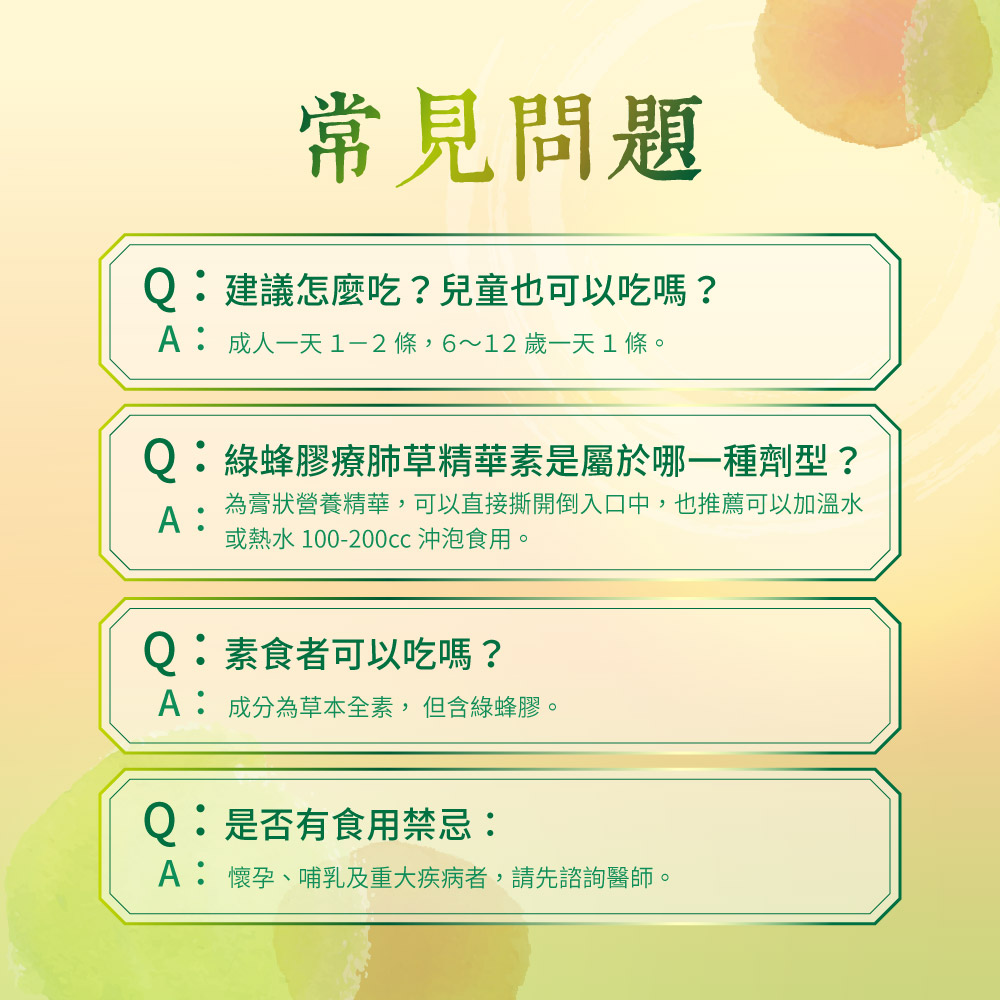 常見問題
Q：建議怎麼吃？兒童也可以吃嗎？
A：成人一天 1－2 條，6～12 歲一天 1 條。
Q：綠蜂膠療肺草精華素是屬於哪一種劑型？
A：為膏狀營養精華，可以直接撕開倒入口中，也推薦可以加溫水
或熱水 100-200cc 沖泡食用。
Q：素食者可以吃嗎？
A：成分為草本全素， 但含綠蜂膠。
Q：是否有食用禁忌：
A：懷孕、哺乳及重大疾病者，請先諮詢醫師。